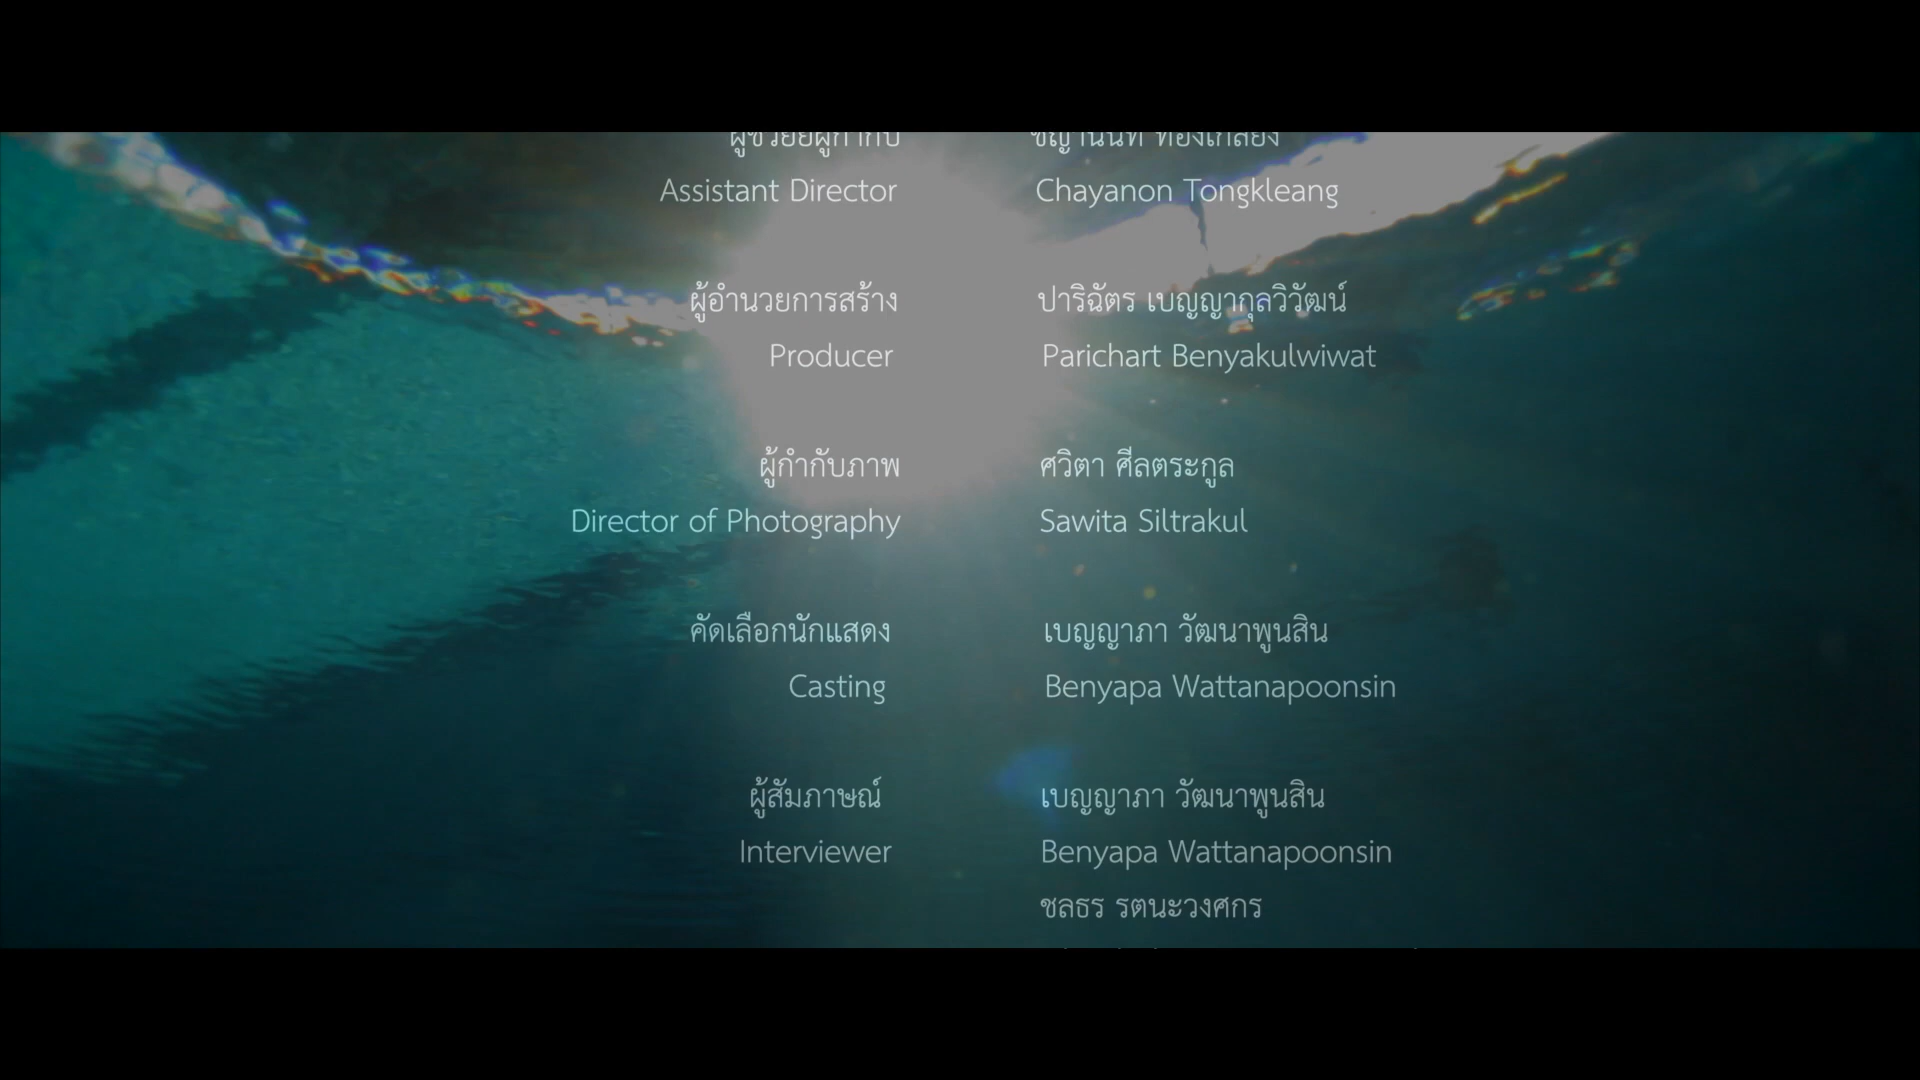 Assistant Director Chayanon Tongkleang
ผู้อำนวยการสร้าง ปาริฉัตร เบญญากุลวิวัฒน์
Producer Parichart Benyakulwiwat
ผู้กำกับภาพ ศวิตา ศีลตระกูล
Director of Photography Sawita Siltrakul
คัดเลือกนักแสดง เบญญาภา วัฒนาพูนสิน
Casting Benyapa Wattanapoonsin
ผู้สัมภาษณ์ เบญญาภา วัฒนาพูนสิน
Interviewer Benyapa Wattanapoonsin
ชลธร รตนะวงศกร